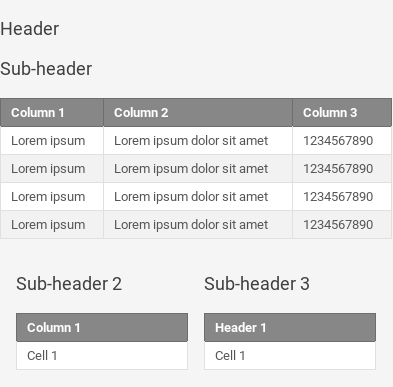 Header
Sub-header
Column 1 Column 2 Column 3
Lorem ipsum Lorem ipsum dolor sit amet 1234567890
Lorem ipsum Lorem ipsum dolor sit amet 1234567890
Lorem ipsum Lorem ipsum dolor sit amet 1234567890
Lorem ipsum Lorem ipsum dolor sit amet 1234567890
Sub-header 2
Column 1
Cell 1
Sub-header 3
Header 1
Cell 1